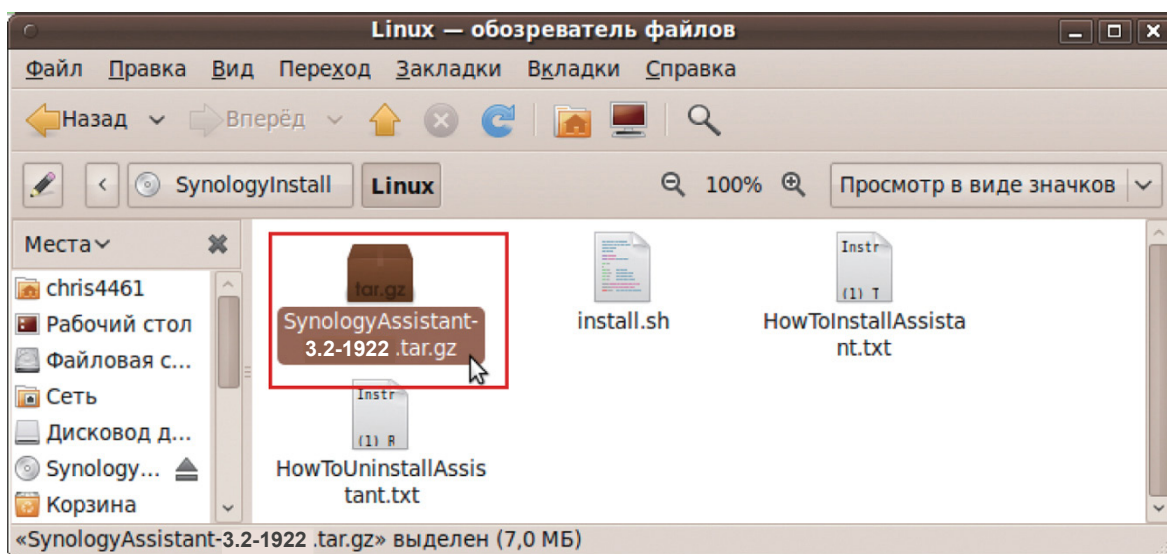 Linux — обозреватель файлов
Файл Правка Вид Переход Закладки Вкладки Справка
Назад Вперёд
SynologyInstall Linux 100% Просмотр в виде значков
Места
chris4461
Рабочий стол
Файловая с...
Сеть
Дисковод д...
Synology...
Корзина
tar.gz
SynologyAssistant-
3.2-1922 .tar.gz
install.sh
Instr
(1) T
HowToInstallAssista
nt.txt
Instr
(1) R
HowToUninstallAssis
tant.txt
«SynologyAssistant-3.2-1922 .tar.gz» выделен (7,0 МБ)